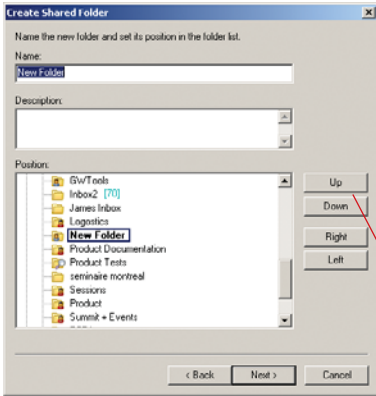 Create Shared Folder
Name the new folder and set its position in the folder list.
Name:
New Folder
Description:
Position:
GWTools
Inbox2 [70]
James Inbox
Logostics
New Folder
Product Documentation
Product Tests
seminaire montreal
Sessions
Product
Summit + Events
Up
Down
Right
Left
< Back
Next >
Cancel